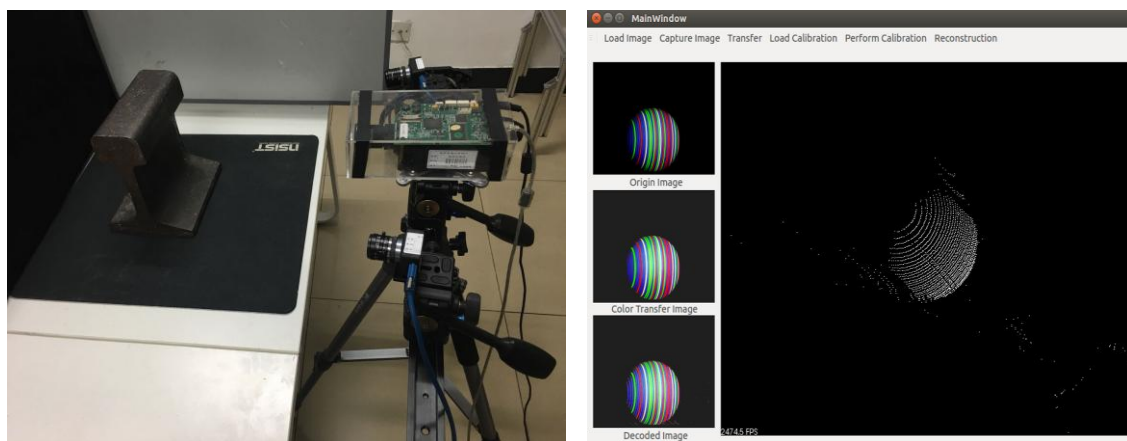 INSIST
MainWindow
Load Image Capture Image Transfer Load Calibration Perform Calibration Reconstruction
Origin Image
Color Transfer Image
Decoded Image
2474.5 FPS